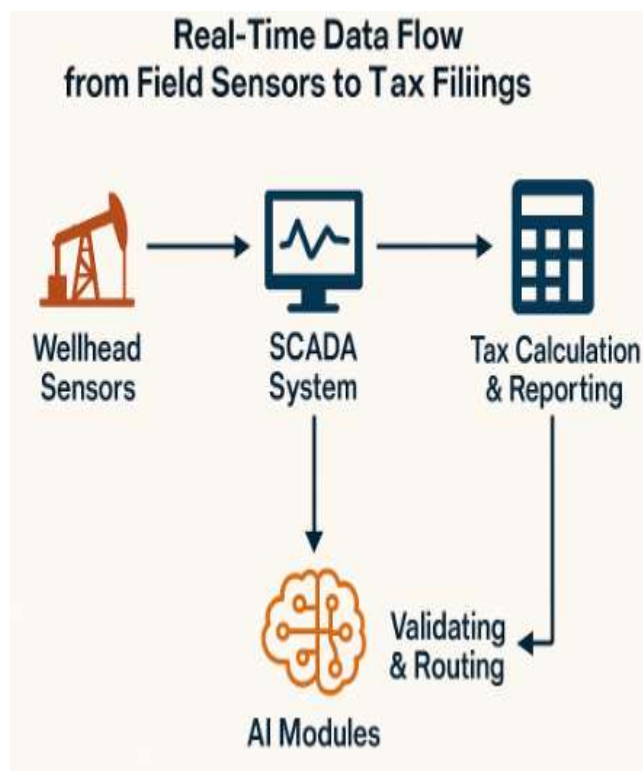 Real-Time Data Flow
from Field Sensors to Tax Filiings
Wellhead
Sensors
SCADA
System
Tax Calculation
& Reporting
Validating
& Routing
AI Modules